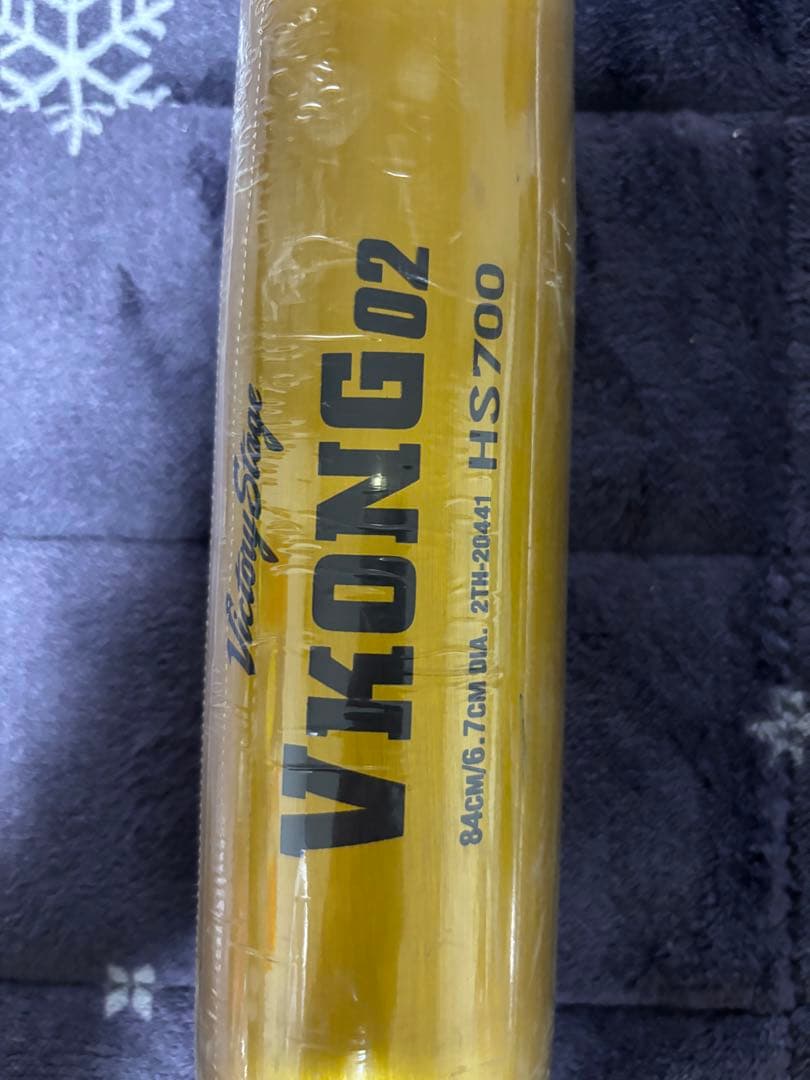 Victory Stage
VKONG02
84CM/6.7CM DIA. 2TH-20441 HS700